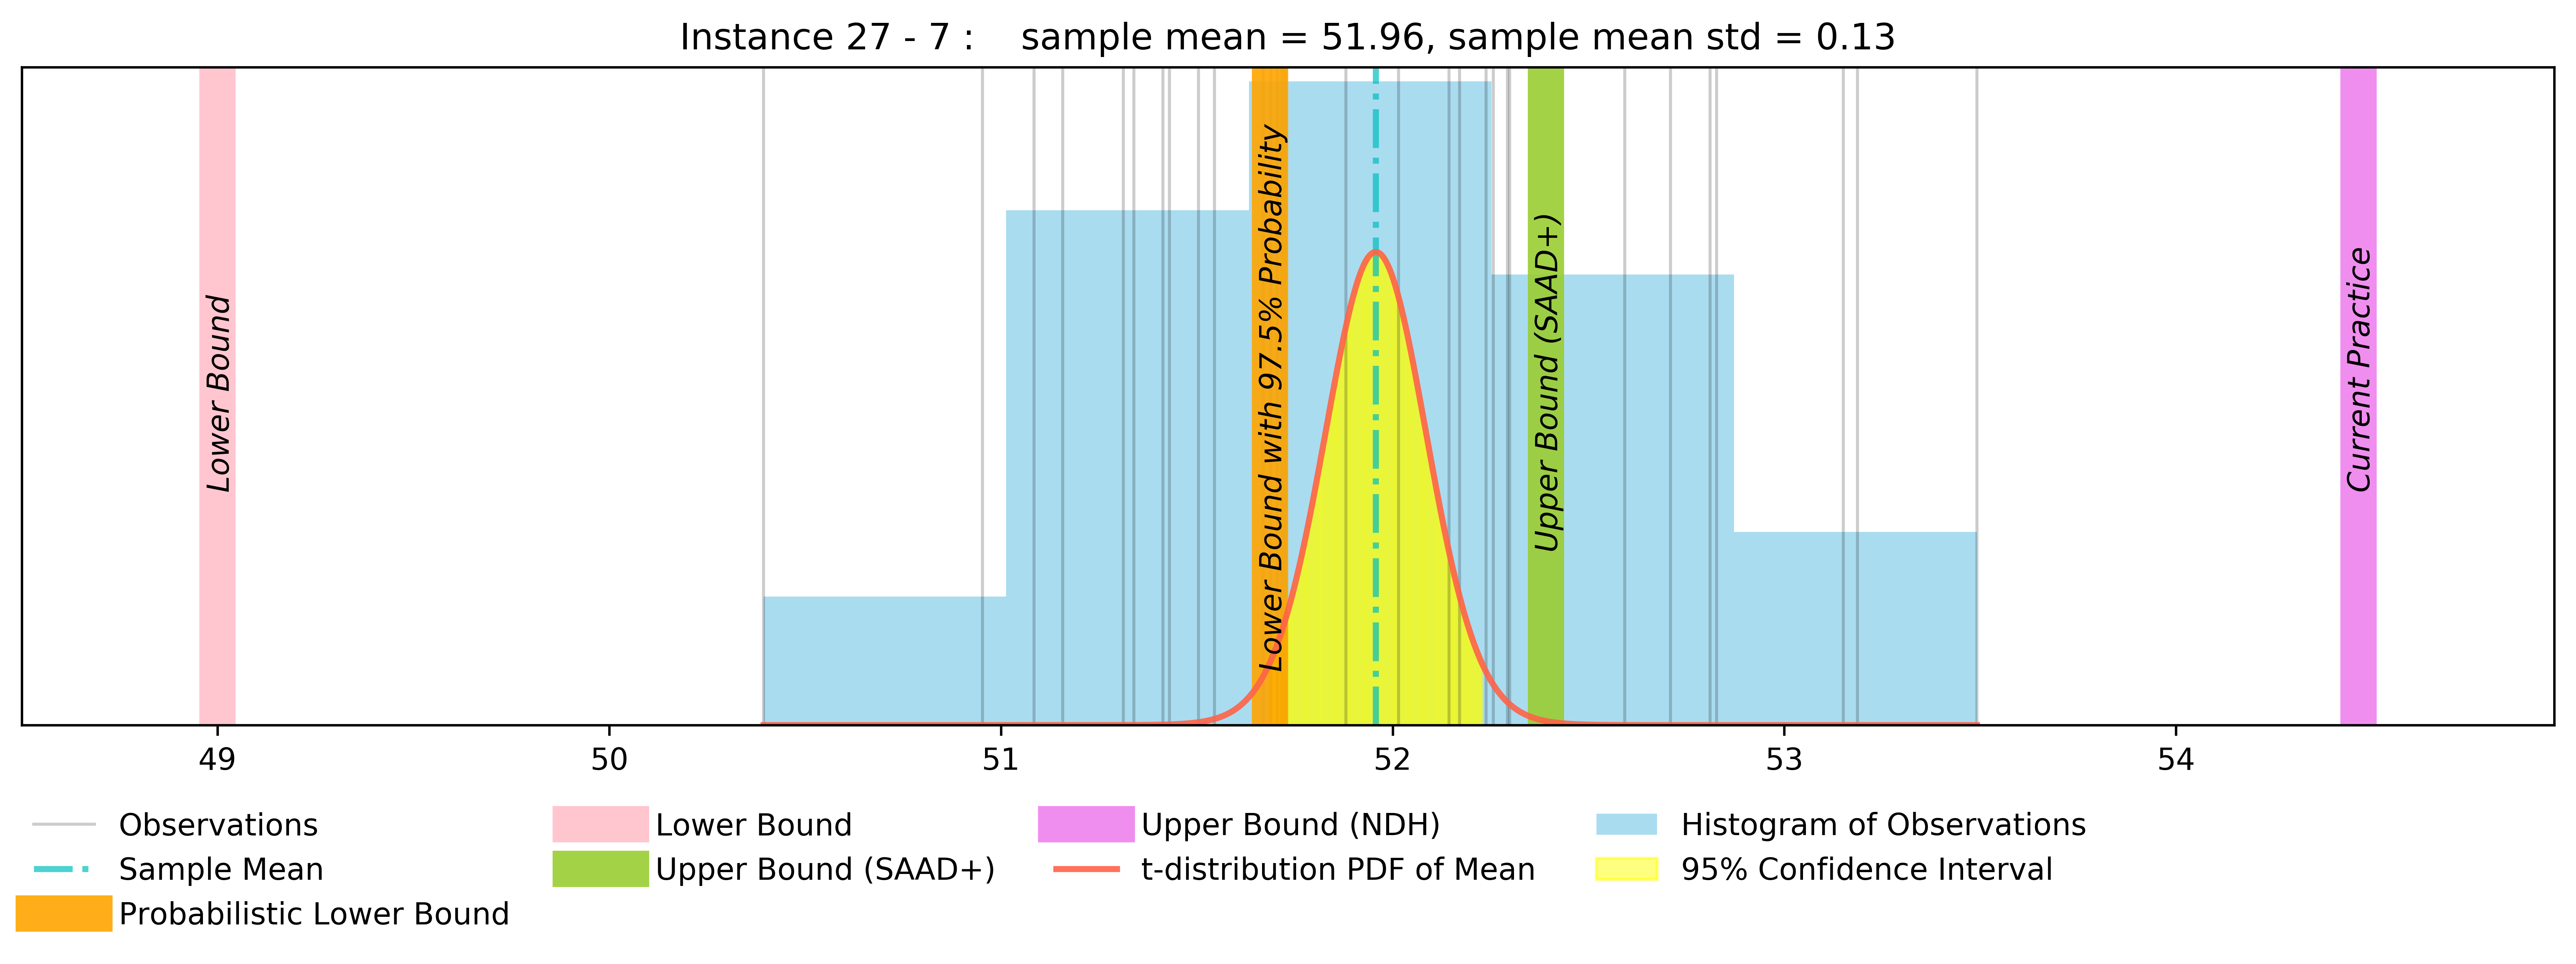 Instance 27 - 7 :    sample mean = 51.96, sample mean std = 0.13
Lower Bound
Lower Bound with 97.5% Probability
Upper Bound (SAAD+)
Current Practice
49 50 51 52 53 54
Observations
Sample Mean
Probabilistic Lower Bound
Lower Bound
Upper Bound (SAAD+)
Upper Bound (NDH)
t-distribution PDF of Mean
Histogram of Observations
95% Confidence Interval